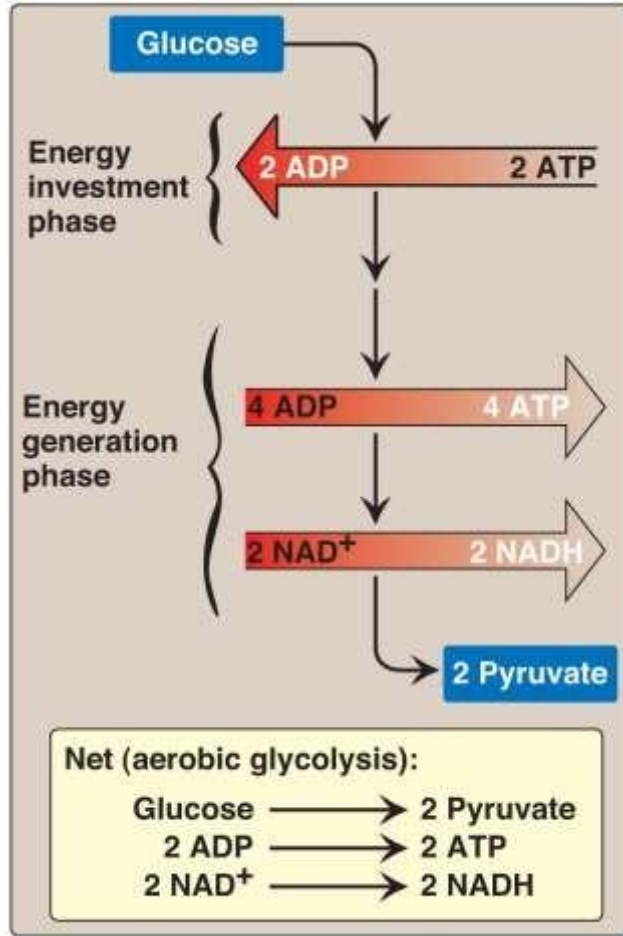 Glucose
Energy
investment
phase
2 ADP 2 ATP
Energy
generation
phase
4 ADP 4 ATP
2 NAD+ 2 NADH
2 Pyruvate
Net (aerobic glycolysis):
Glucose → 2 Pyruvate
2 ADP → 2 ATP
2 NAD+ → 2 NADH